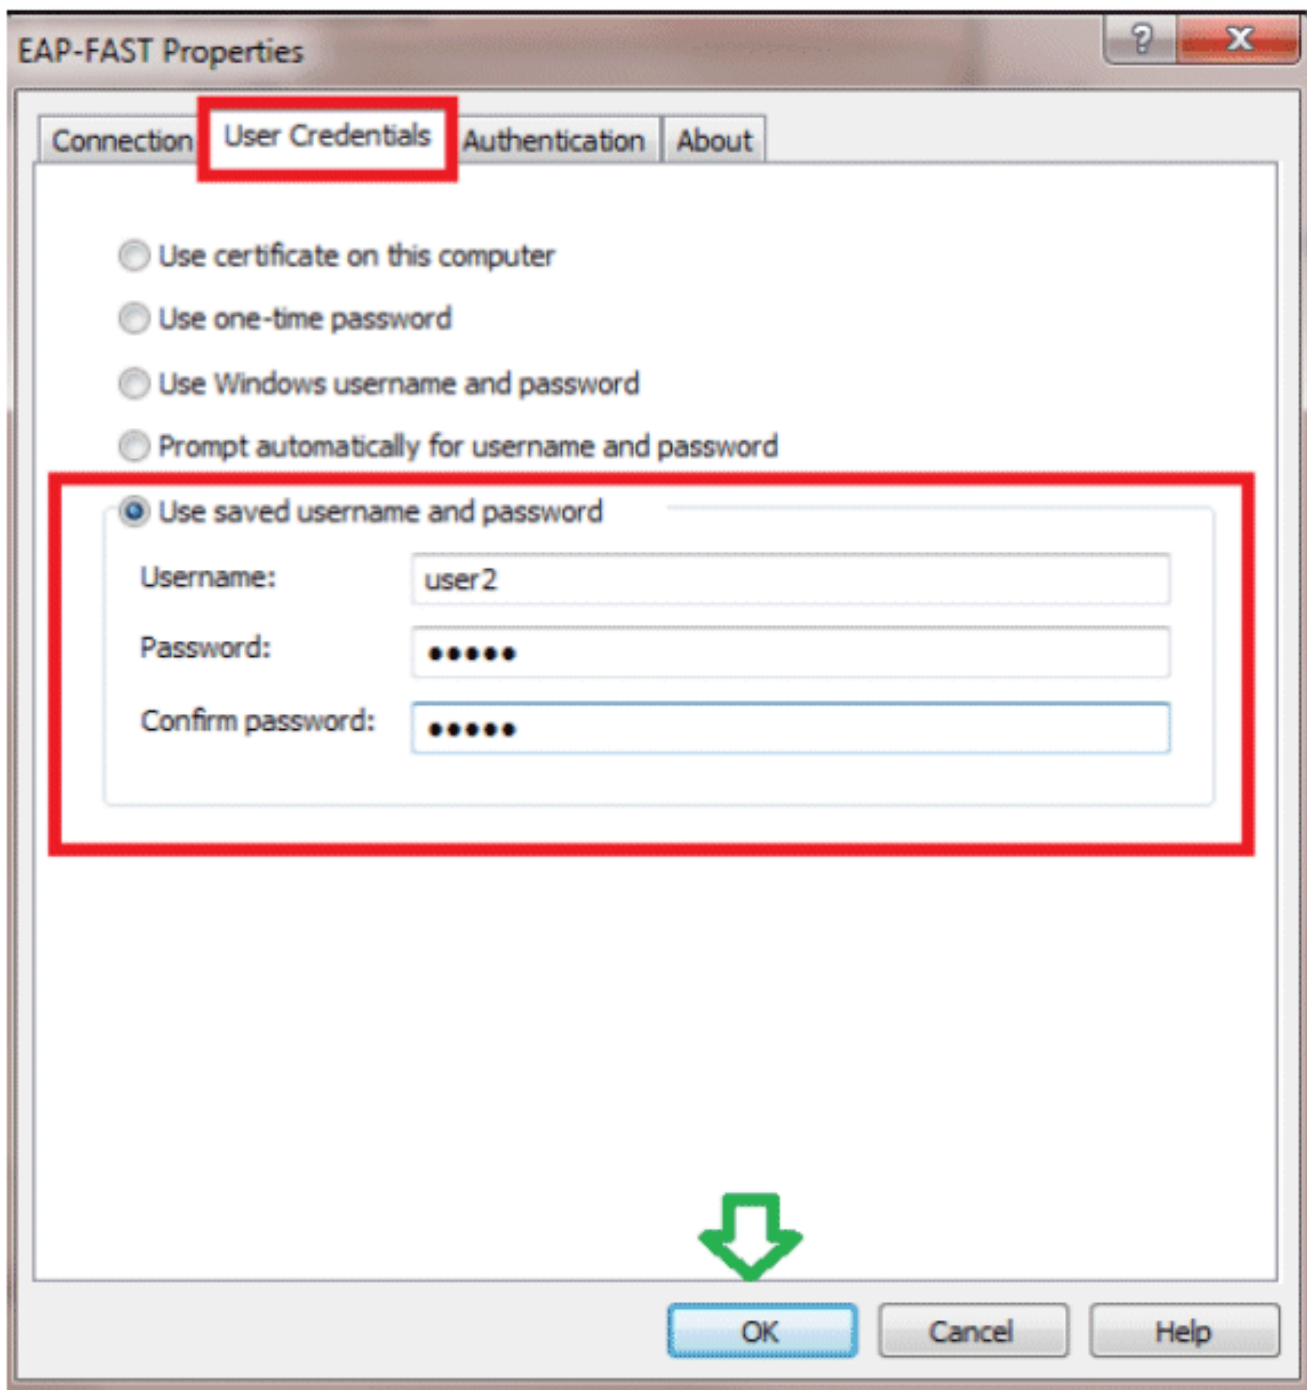 EAP-FAST Properties
Connection User Credentials Authentication About
Use certificate on this computer
Use one-time password
Use Windows username and password
Prompt automatically for username and password
Use saved username and password
Username: user2
Password: •••••
Confirm password: •••••
OK Cancel Help